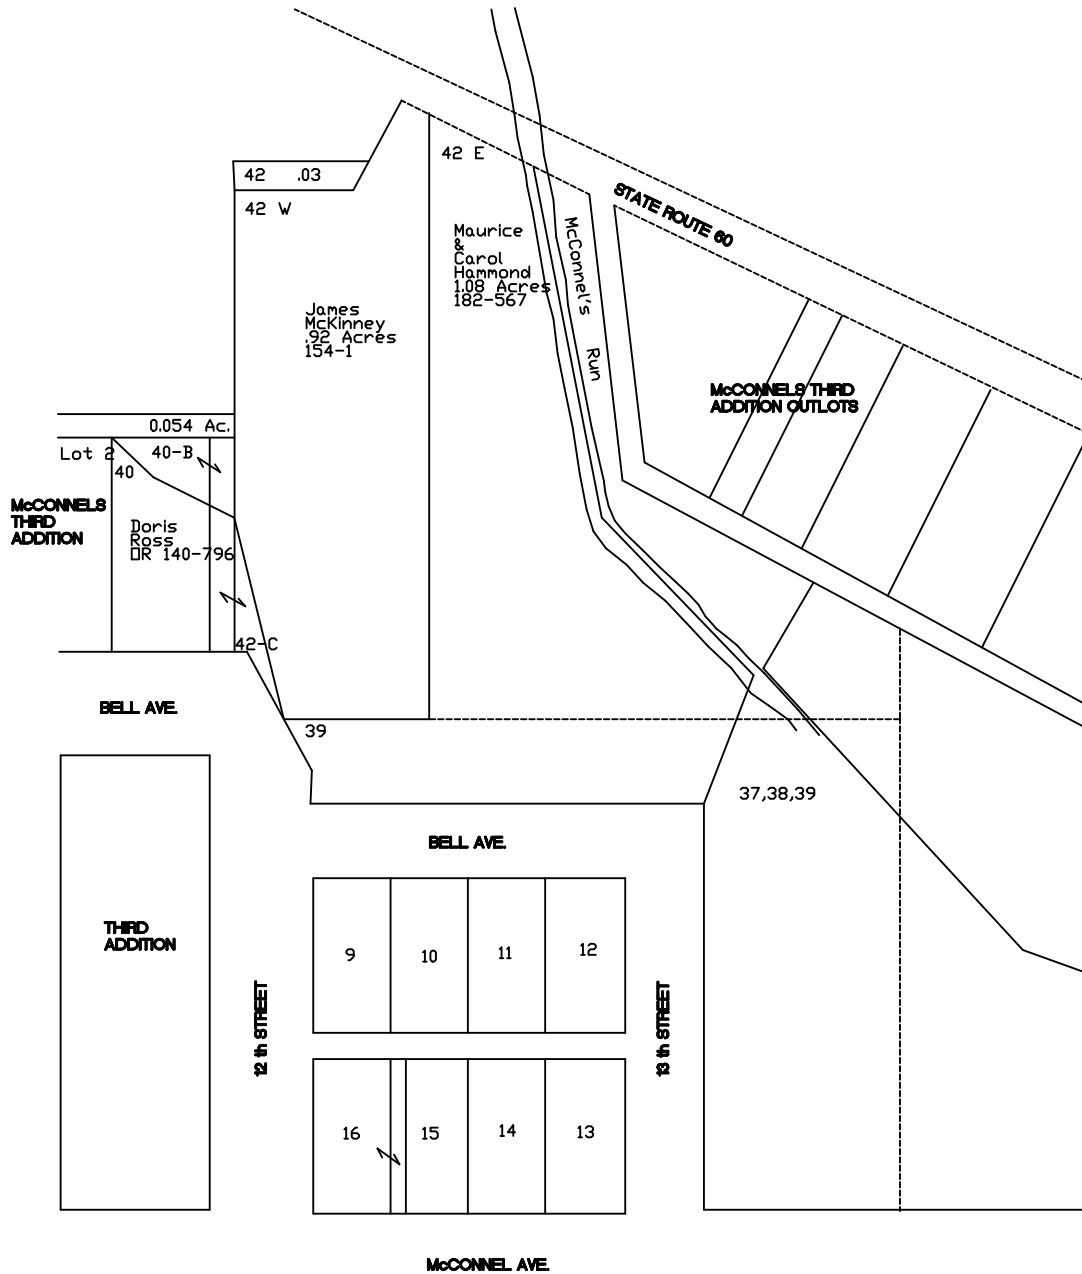 42 E
42 .03
42 W
STATE ROUTE 60
Maurice
&
Carol
Hammond
1.08 Acres
182-567
McConnel's Run
James
McKinney
.92 Acres
154-1
McCONNELS THIRD
ADDITION OUTLOTS
0.054 Ac.
Lot 2
40-B
40
McCONNELS
THIRD
ADDITION
Doris
Ross
OR 140-796
42-C
BELL AVE.
39
37,38,39
BELL AVE.
THIRD
ADDITION
9
10
11
12
12 th STREET
13 th STREET
16
15
14
13
McCONNEL AVE.